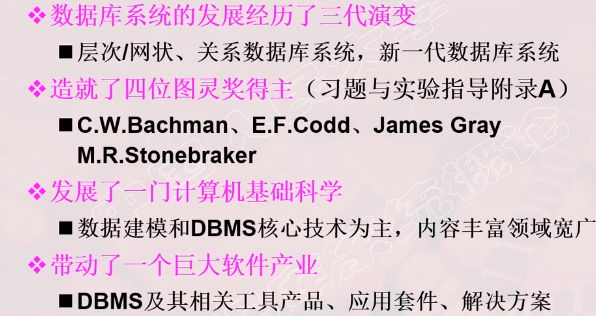 ❖数据库系统的发展经历了三代演变
■层次/网状、关系数据库系统，新一代数据库系统
❖造就了四位图灵奖得主（习题与实验指导附录A）
■C.W.Bachman、E.F.Codd、James Gray
M.R.Stonebraker
❖发展了一门计算机基础科学
■数据建模和DBMS核心技术为主，内容丰富领域宽广
❖带动了一个巨大软件产业
■DBMS及其相关工具产品、应用套件、解决方案